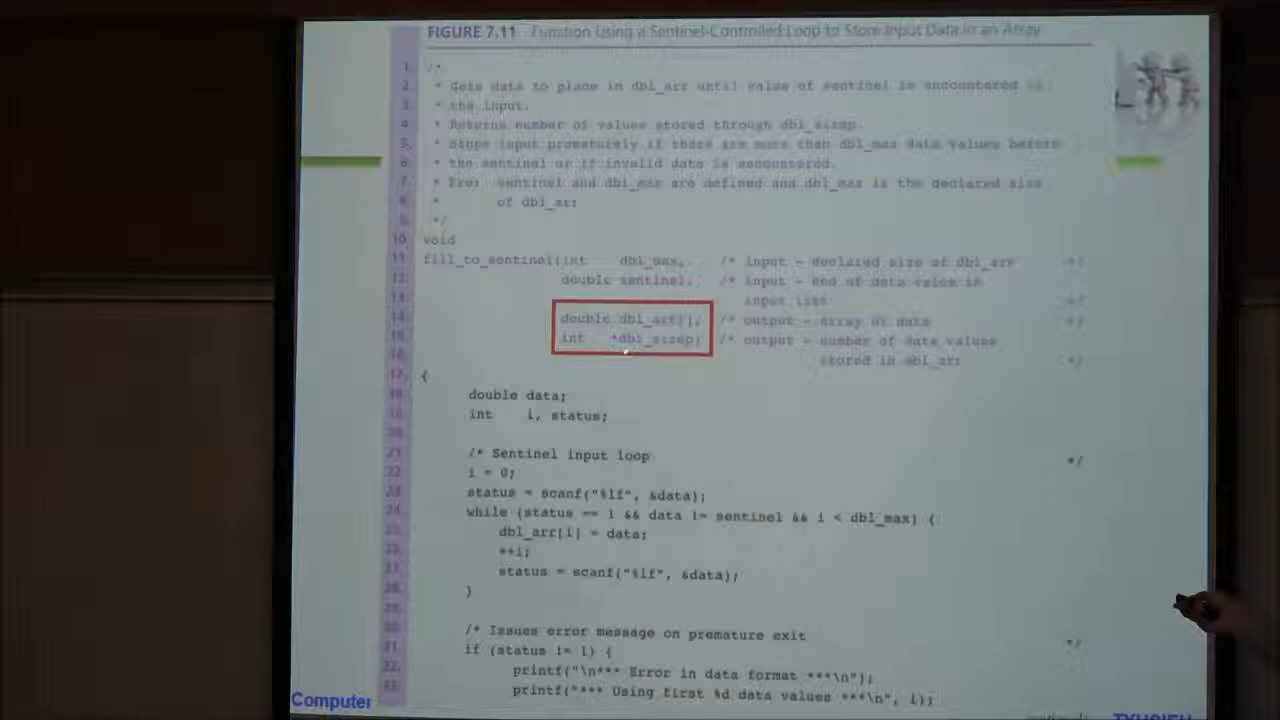 FIGURE 7.11 Function Using a Sentinel-Controlled Loop to Store Input Data in an Array
1. /*
2. * Gets data to place in dbl_arr until value of sentinel is encountered in
3. * the input.
4. * Returns number of values stored through dbl_sizep.
5. * Stops input prematurely if there are more than dbl_max data values before
6. * the sentinel or if invalid data is encountered.
7. * Pre: sentinel and dbl_max are defined and dbl_max is the declared size
8. * of dbl_arr
9. */
10. void
11. fill_to_sentinel(int dbl_max, /* input - declared size of dbl_arr */
12. double sentinel, /* input - end of data value in
13. input list */
14. double dbl_arr[], /* output - array of data */
15. int *dbl_sizep) /* output - number of data values
16. stored in dbl_arr */
17. {
18. double data;
19. int i, status;
20.
21. /* Sentinel input loop */
22. i = 0;
23. status = scanf("%lf", &data);
24. while (status == 1 && data != sentinel && i < dbl_max) {
25. dbl_arr[i] = data;
26. ++i;
27. status = scanf("%lf", &data);
28. }
29.
30. /* Issues error message on premature exit */
31. if (status != 1) {
32. printf("\n*** Error in data format ***\n");
33. printf("*** Using first %d data values ***\n", i);
Computer
TYHSIEH